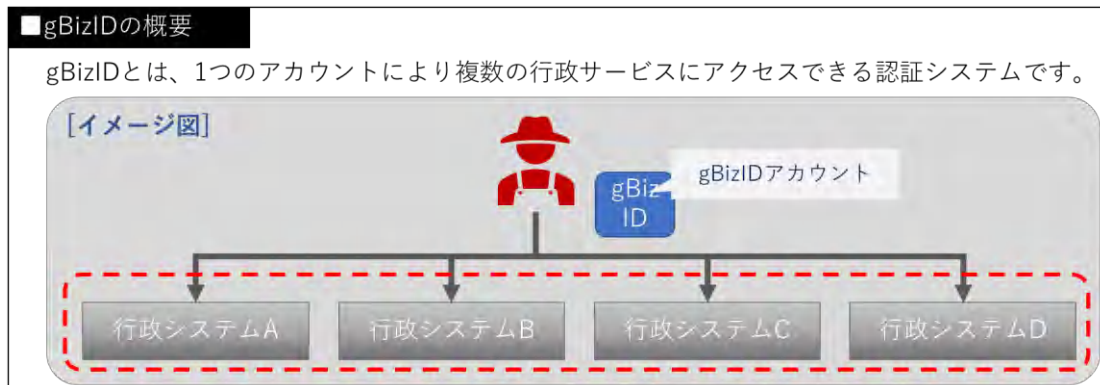 ■gBizIDの概要
gBizIDとは、1つのアカウントにより複数の行政サービスにアクセスできる認証システムです。
[イメージ図]
gBizIDアカウント
gBiz
ID
行政システムA
行政システムB
行政システムC
行政システムD